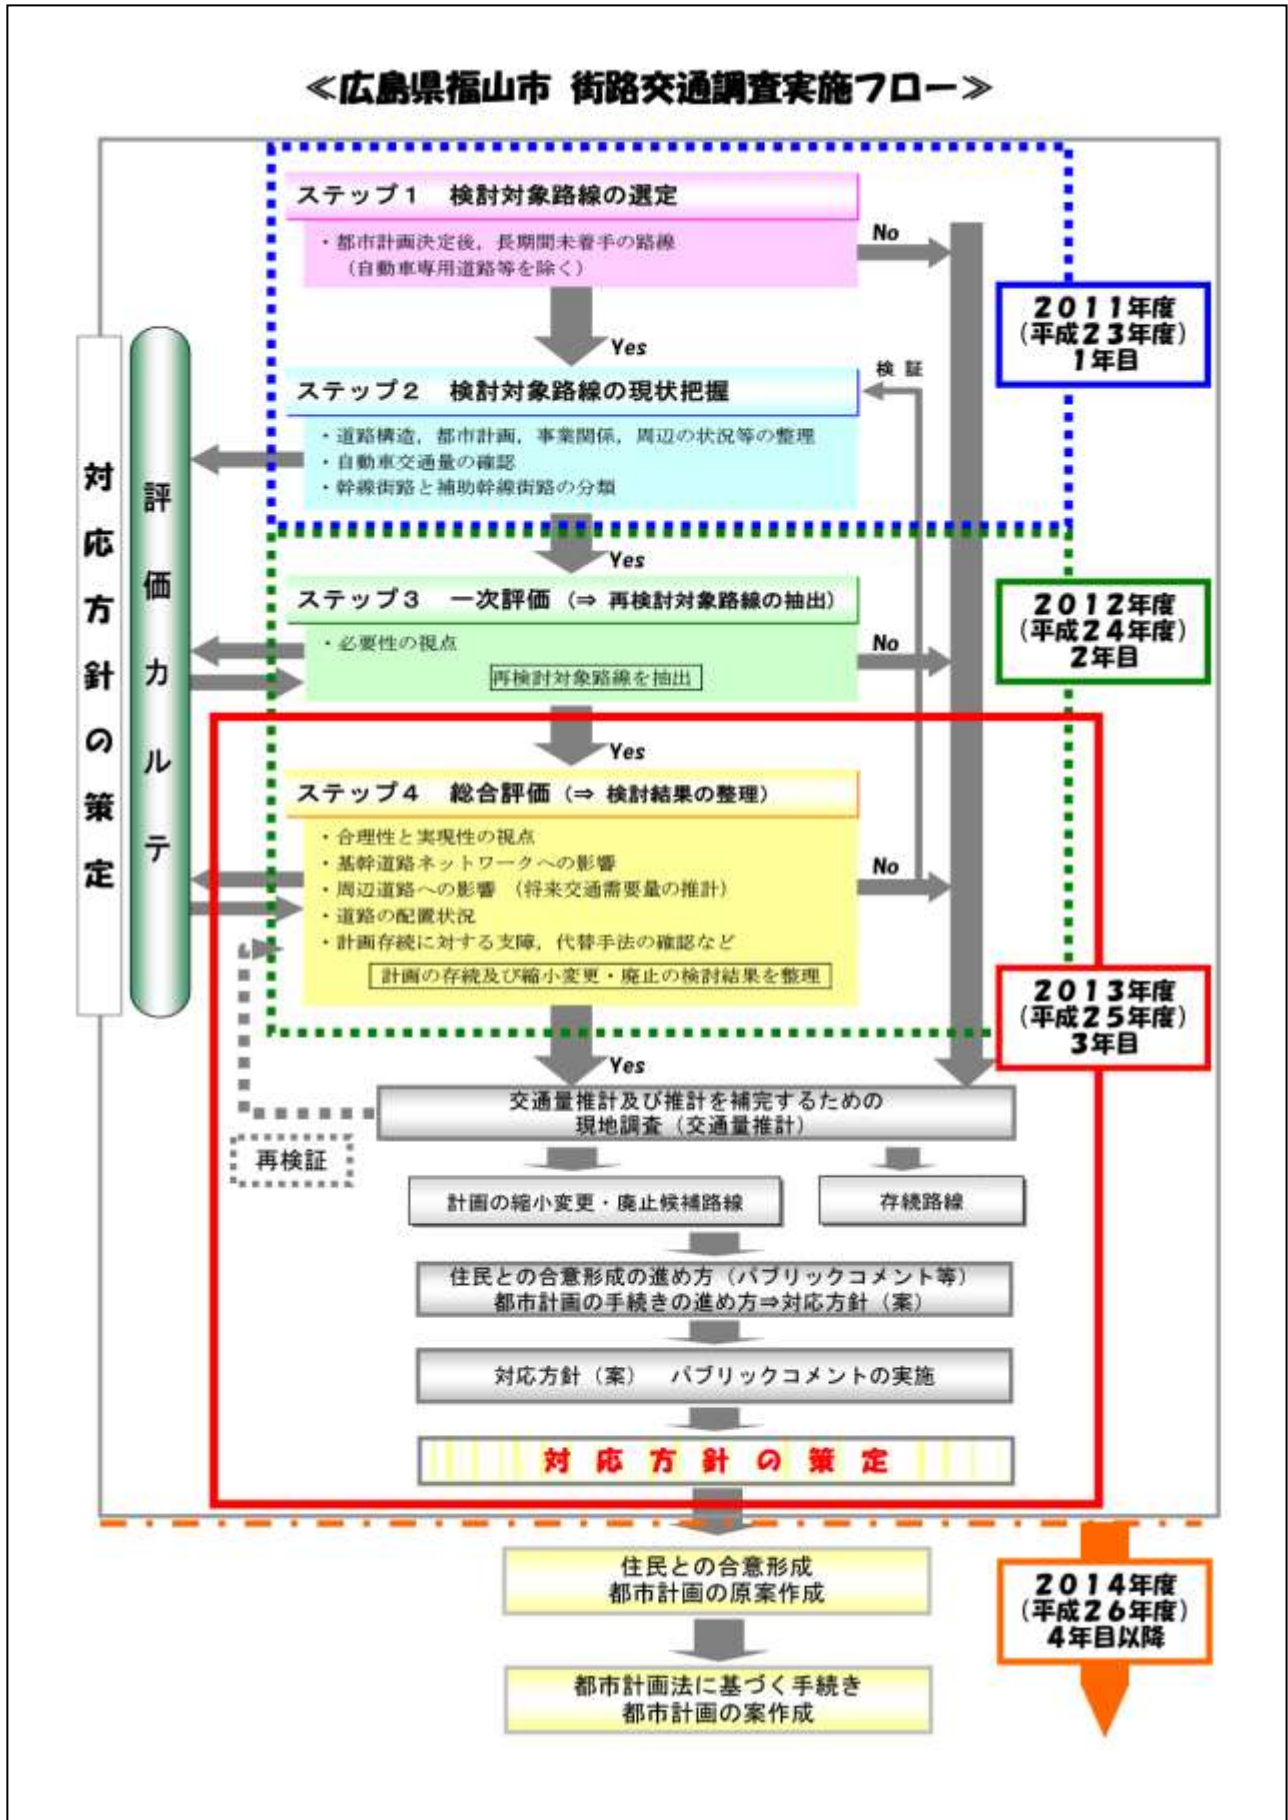 ≪広島県福山市 街路交通調査実施フロー≫
ステップ1 検討対象路線の選定
・都市計画決定後，長期間未着手の路線
（自動車専用道路等を除く）
No
Yes
2011年度
（平成23年度）
1年目
ステップ2 検討対象路線の現状把握
検 証
・道路構造，都市計画，事業関係，周辺の状況等の整理
・自動車交通量の確認
・幹線街路と補助幹線街路の分類
対応方針の策定
評価カルテ
Yes
ステップ3 一次評価（⇒ 再検討対象路線の抽出）
・必要性の視点
再検討対象路線を抽出
No
2012年度
（平成24年度）
2年目
Yes
ステップ4 総合評価（⇒ 検討結果の整理）
・合理性と実現性の視点
・基幹道路ネットワークへの影響
・周辺道路への影響 （将来交通需要量の推計）
・道路の配置状況
・計画存続に対する支障，代替手法の確認など
計画の存続及び縮小変更・廃止の検討結果を整理
No
2013年度
（平成25年度）
3年目
Yes
交通量推計及び推計を補完するための
現地調査（交通量推計）
再検証
計画の縮小変更・廃止候補路線
存続路線
住民との合意形成の進め方（パブリックコメント等）
都市計画の手続きの進め方⇒対応方針（案）
対応方針（案） パブリックコメントの実施
対応方針の策定
住民との合意形成
都市計画の原案作成
2014年度
（平成26年度）
4年目以降
都市計画法に基づく手続き
都市計画の案作成